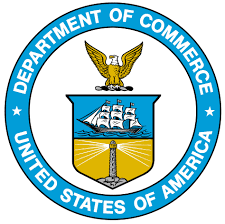 DEPARTMENT OF COMMERCE
UNITED STATES OF AMERICA